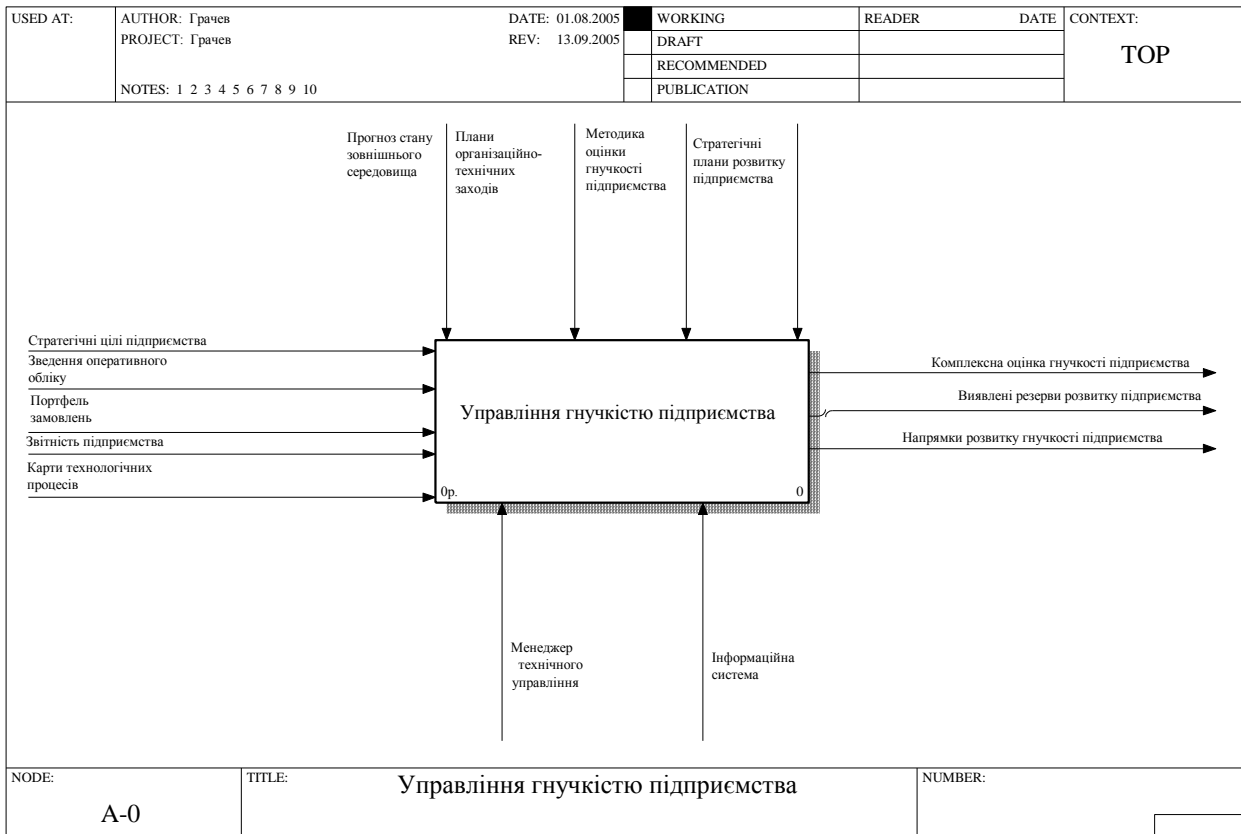 USED AT:
AUTHOR: Грачев
DATE: 01.08.2005
PROJECT: Грачев
REV: 13.09.2005
NOTES: 1 2 3 4 5 6 7 8 9 10
WORKING
DRAFT
RECOMMENDED
PUBLICATION
READER
DATE
CONTEXT:
TOP
Прогноз стану
зовнішнього
середовища
Плани
організаційно-
технічних
заходів
Методика
оцінки
гнучкості
підприємства
Стратегічні
плани розвитку
підприємства
Стратегічні цілі підприємства
Зведення оперативного
обліку
Портфель
замовлень
Звітність підприємства
Карти технологічних
процесів
Управління гнучкістю підприємства
0р.
0
Комплексна оцінка гнучкості підприємства
Виявлені резерви розвитку підприємства
Напрямки розвитку гнучкості підприємства
Менеджер
технічного
управління
Інформаційна
система
NODE:
A-0
TITLE:
Управління гнучкістю підприємства
NUMBER: